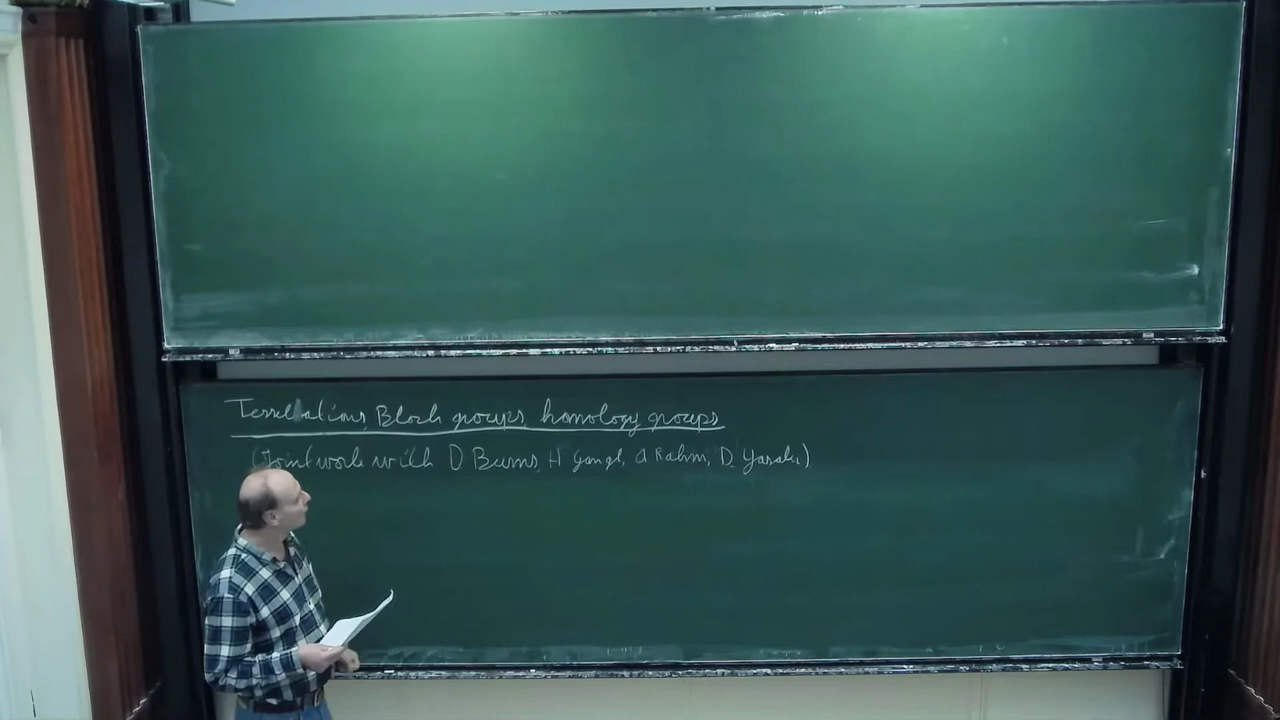 Tessellations, Bloch groups, homology groups
(Joint work with D Burns, H Gangl, A Rahm, D. Yasaki)